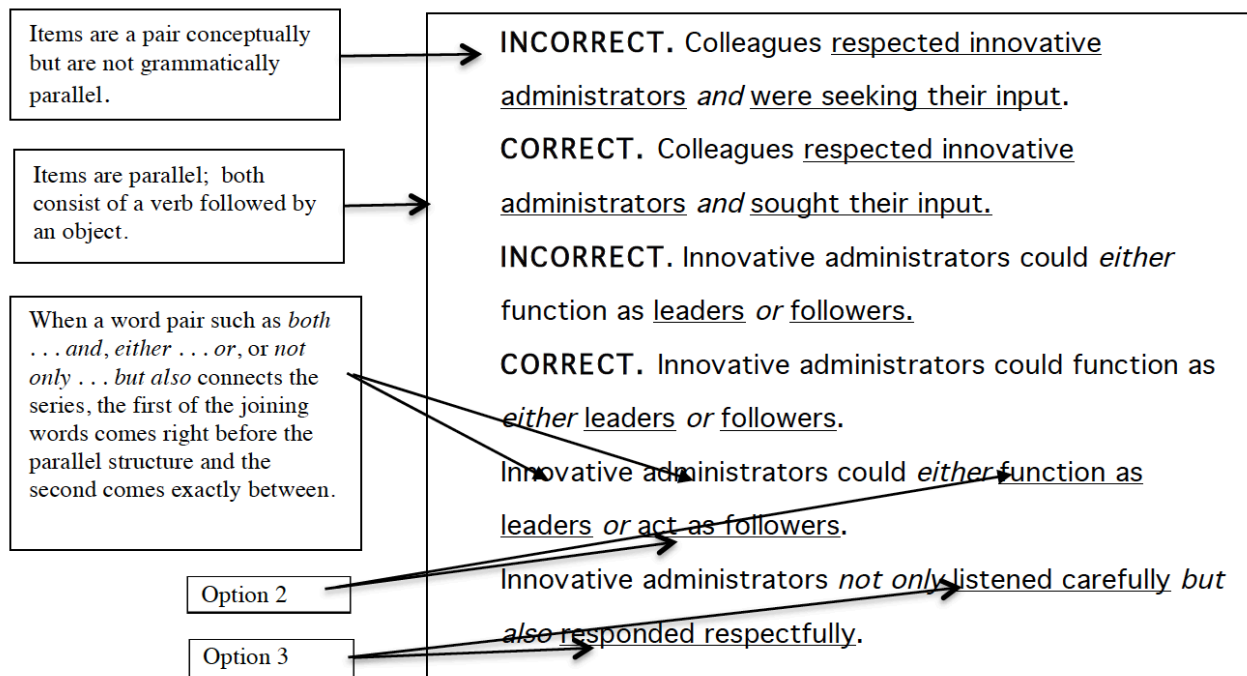 Items are a pair conceptually
but are not grammatically
parallel.
Items are parallel; both
consist of a verb followed by
an object.
When a word pair such as both
. . . and, either . . . or, or not
only . . . but also connects the
series, the first of the joining
words comes right before the
parallel structure and the
second comes exactly between.
Option 2
Option 3
INCORRECT. Colleagues respected innovative
administrators and were seeking their input.
CORRECT. Colleagues respected innovative
administrators and sought their input.
INCORRECT. Innovative administrators could either
function as leaders or followers.
CORRECT. Innovative administrators could function as
either leaders or followers.
Innovative administrators could either function as
leaders or act as followers.
Innovative administrators not only listened carefully but
also responded respectfully.